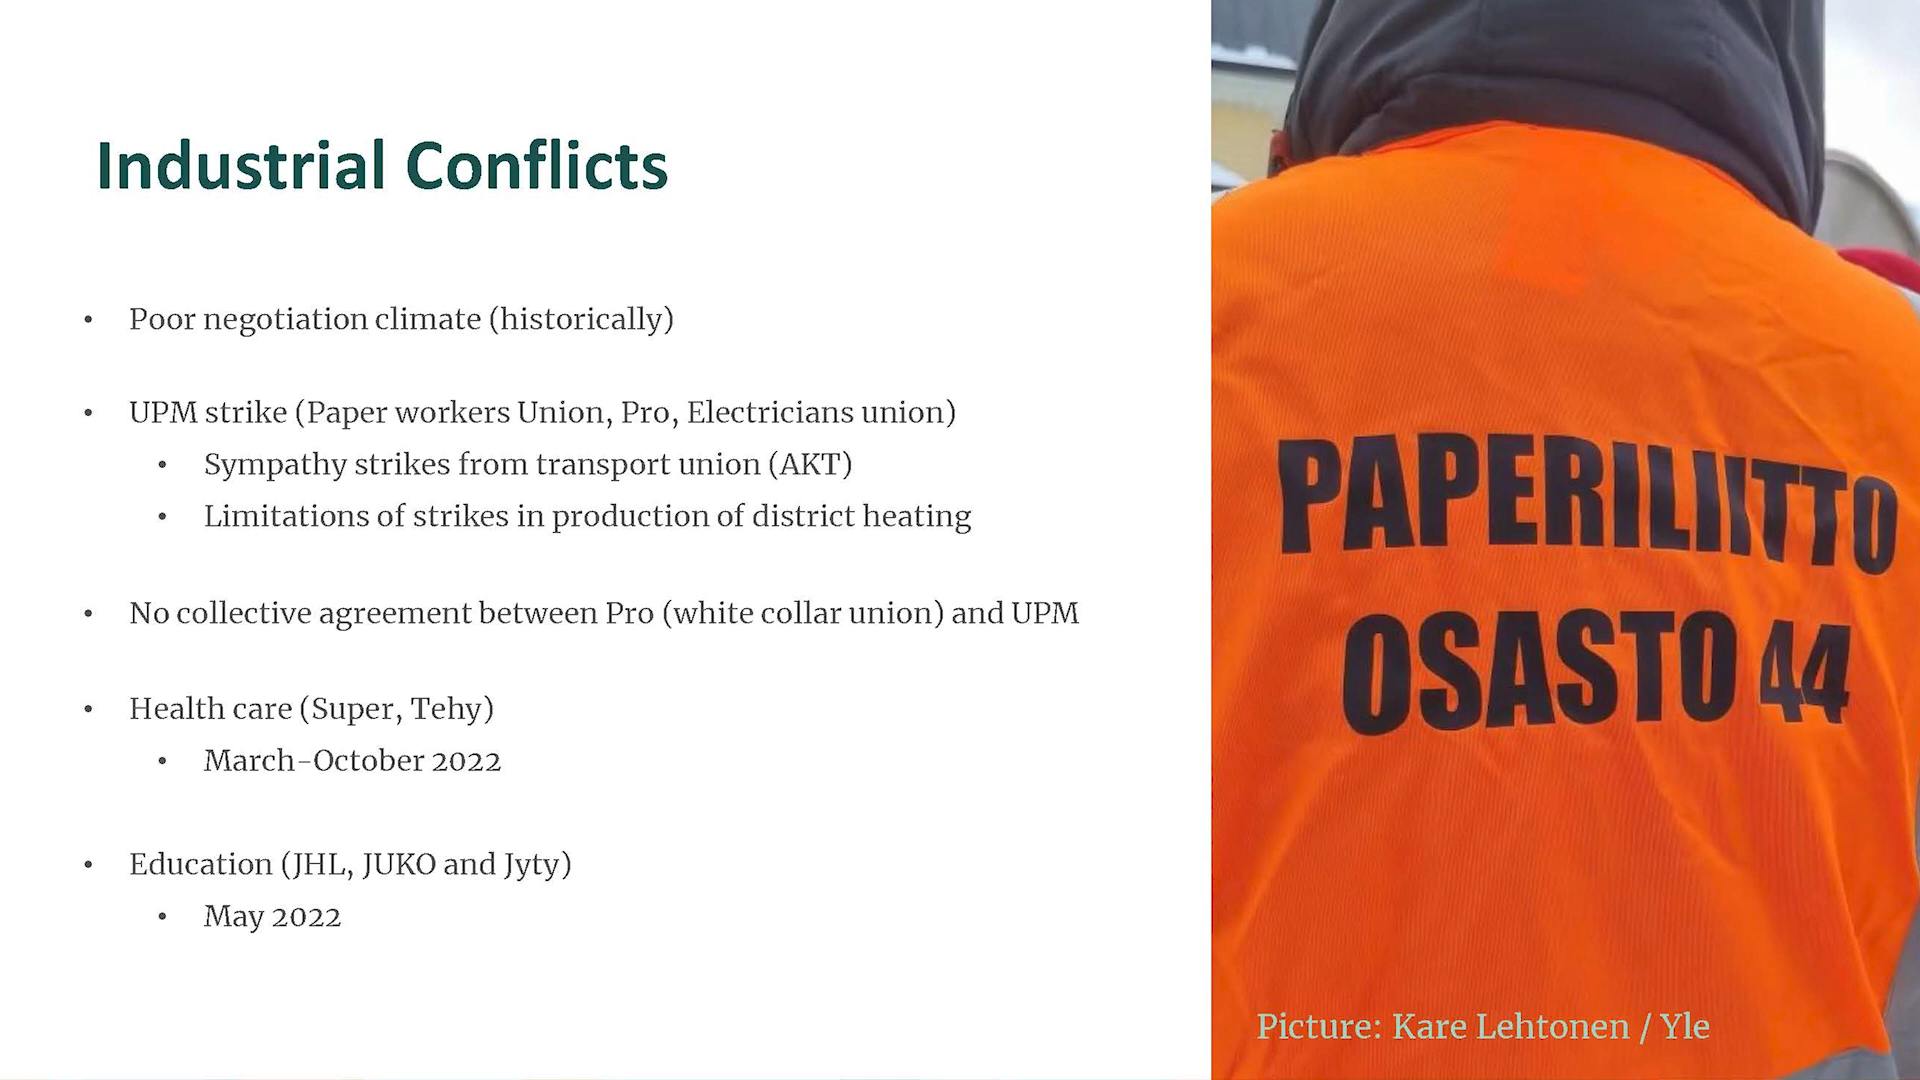 Industrial Conflicts
• Poor negotiation climate (historically)
• UPM strike (Paper workers Union, Pro, Electricians union)
• Sympathy strikes from transport union (AKT)
• Limitations of strikes in production of district heating
• No collective agreement between Pro (white collar union) and UPM
• Health care (Super, Tehy)
• March-October 2022
• Education (JHL, JUKO and Jyty)
• May 2022
PAPERILIITTO
OSASTO 44
Picture: Kare Lehtonen / Yle